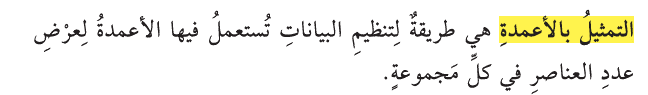 التمثيلُ بالأعمدةِ هي طريقةٌ لِتنظيمِ البياناتِ تُستعملُ فيها الأعمدةُ لِعرْضِ
عددِ العناصرِ في كلِّ مَجموعةٍ.